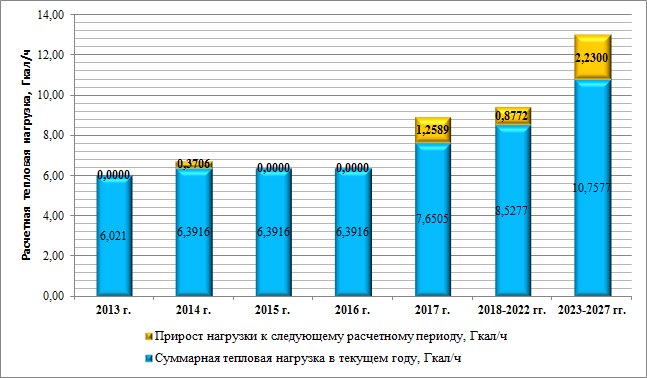 Расчетная тепловая нагрузка, Гкал/ч
14,00
12,00
10,00
8,00
6,00
4,00
2,00
0,00
0,0000
0,3706
0,0000
0,0000
1,2589
0,8772
2,2300
6,021
6,3916
6,3916
6,3916
7,6505
8,5277
10,7577
2013 г.
2014 г.
2015 г.
2016 г.
2017 г.
2018-2022 гг.
2023-2027 гг.
Прирост нагрузки к следующему расчетному периоду, Гкал/ч
Суммарная тепловая нагрузка в текущем году, Гкал/ч